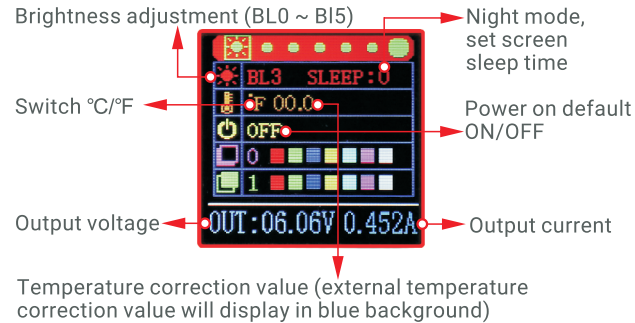 Brightness adjustment (BL0 ~ Bl5)
Night mode,
set screen
sleep time
BL3 SLEEP:0
Switch ℃/℉
°F 00.0
Power on default
ON/OFF
OFF
0
1
Output voltage
OUT:06.06V 0.452A
Output current
Temperature correction value (external temperature
correction value will display in blue background)